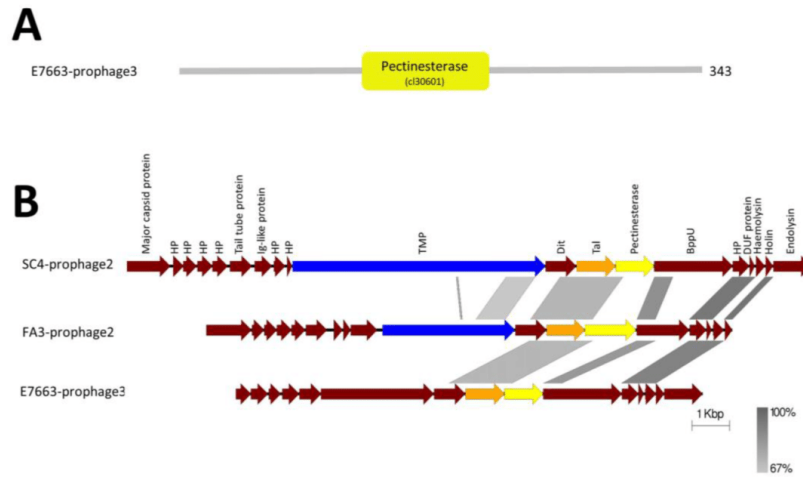 A
E7663-prophage3
Pectinesterase
(cl30601)
343
B
Major capsid protein
HP
HP
HP
HP
Tail tube protein
Ig-like protein
HP
HP
TMP
Dit
Tal
Pectinesterase
BppU
HP
DUF protein
Haemolysin
Holin
Endolysin
SC4-prophage2
FA3-prophage2
E7663-prophage3
1 Kbp
100%
67%